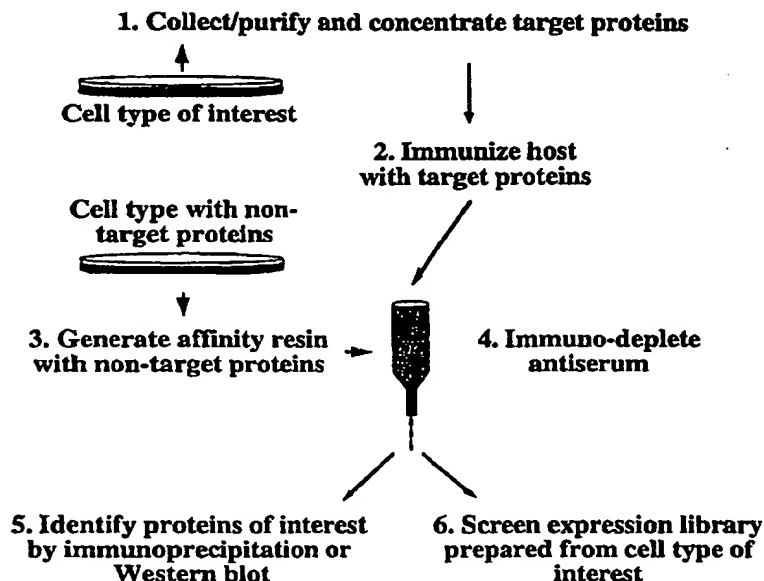 1. Collect/purify and concentrate target proteins
Cell type of interest
2. Immunize host
with target proteins
Cell type with non-
target proteins
3. Generate affinity resin
with non-target proteins
4. Immuno-deplete
antiserum
5. Identify proteins of interest
by immunoprecipitation or
Western blot
6. Screen expression library
prepared from cell type of
interest